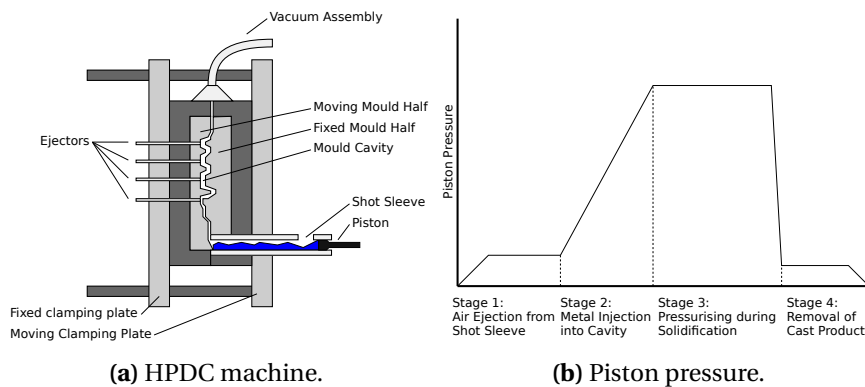 Vacuum Assembly
Moving Mould Half
Fixed Mould Half
Mould Cavity
Ejectors
Shot Sleeve
Piston
Fixed clamping plate
Moving Clamping Plate
(a) HPDC machine.
Piston Pressure
Stage 1:
Air Ejection from
Shot Sleeve
Stage 2:
Metal Injection
into Cavity
Stage 3:
Pressurising during
Solidification
Stage 4:
Removal of
Cast Product
(b) Piston pressure.